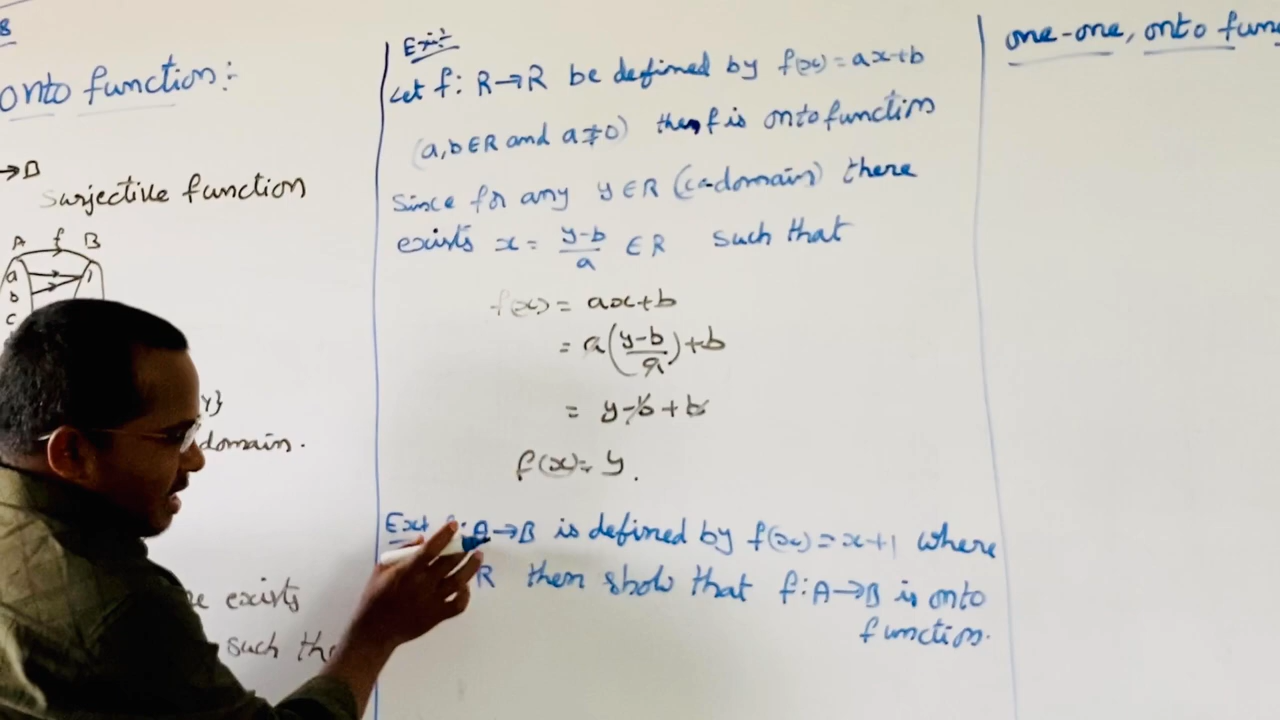 8
onto function:
→B
Surjective function
A f B
a 1
b
c
Y}
domain.
exists
such
Ex:
Let f: R→R be defined by f(x)=ax+b
(a,b∈R and a≠0) then f is onto function
Since for any y∈R (co-domain) there
exists x = (y-b)/a ∈R such that
f(x) = ax+b
= a((y-b)/a)+b
= y-b+b
f(x)= y.
Ex: f:A→B is defined by f(x)=x+1 where
R then show that f:A→B is onto
function.
one-one, onto